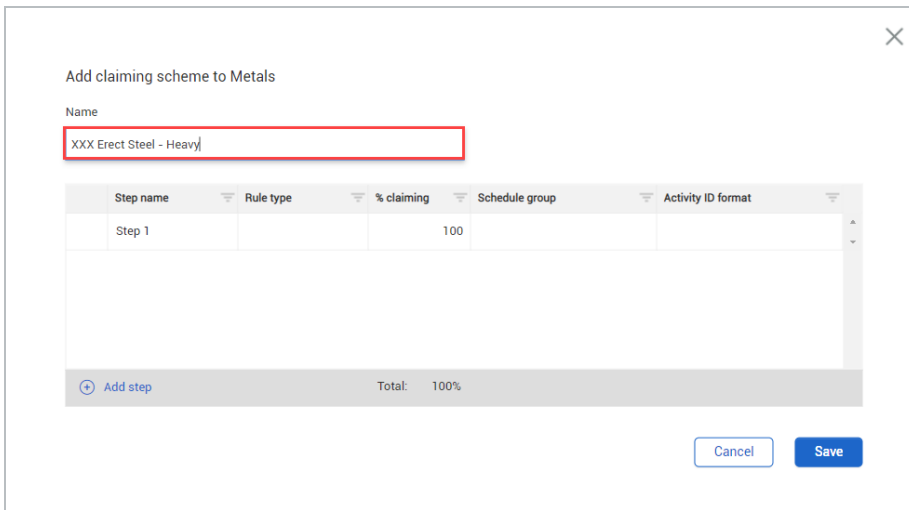 Add claiming scheme to Metals
Name
XXX Erect Steel - Heavy
Step name Rule type % claiming Schedule group Activity ID format
Step 1 100
Add step Total: 100%
Cancel Save